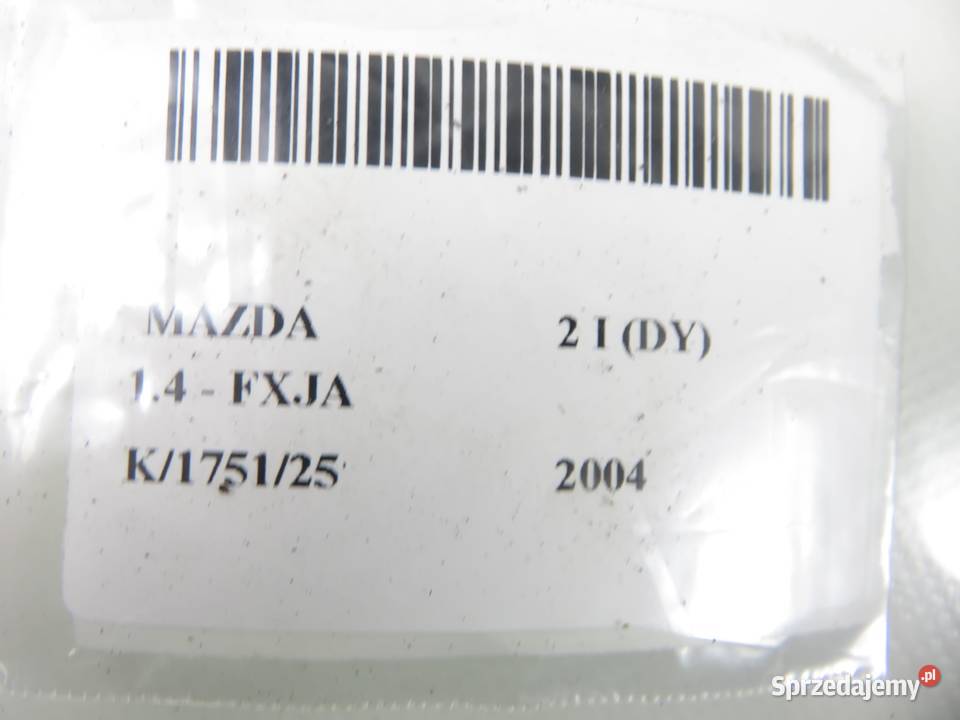 MAZDA 2 I (DY)
1.4 - FXJA
K/1751/25 2004
Sprzedajemy.pl